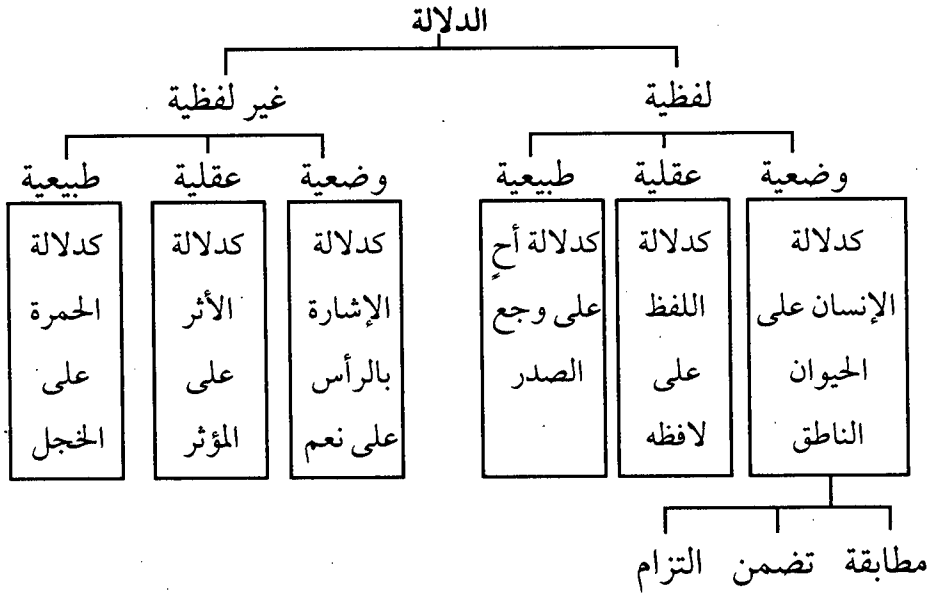 الدلالة
لفظية
غير لفظية
وضعية
عقلية
طبيعية
وضعية
عقلية
طبيعية
كدلالة
الإنسان على
الحيوان
الناطق
كدلالة
اللفظ
على
لافظه
كدلالة أحٍ
على وجع
الصدر
كدلالة
الإشارة
بالرأس
على نعم
كدلالة
الأثر
على
المؤثر
كدلالة
الحمرة
على
الخجل
مطابقة
تضمن
التزام